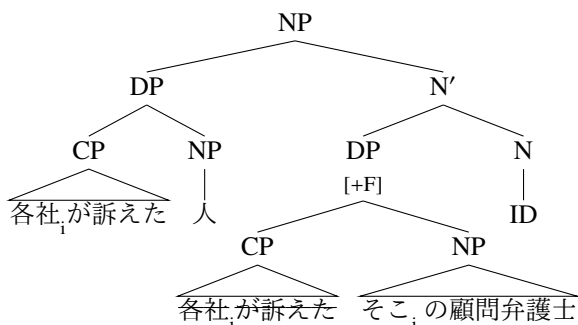 NP
DP N′
CP NP DP N
[+F]
各社iが訴えた 人 ID
CP NP
各社iが訴えた そこiの顧問弁護士